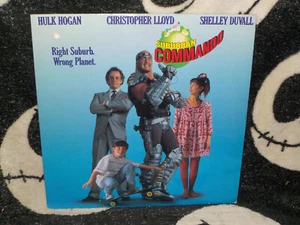 HULK HOGAN CHRISTOPHER LLOYD SHELLEY DUVALL
SUBURBAN
COMMANDO
Right Suburb.
Wrong Planet.